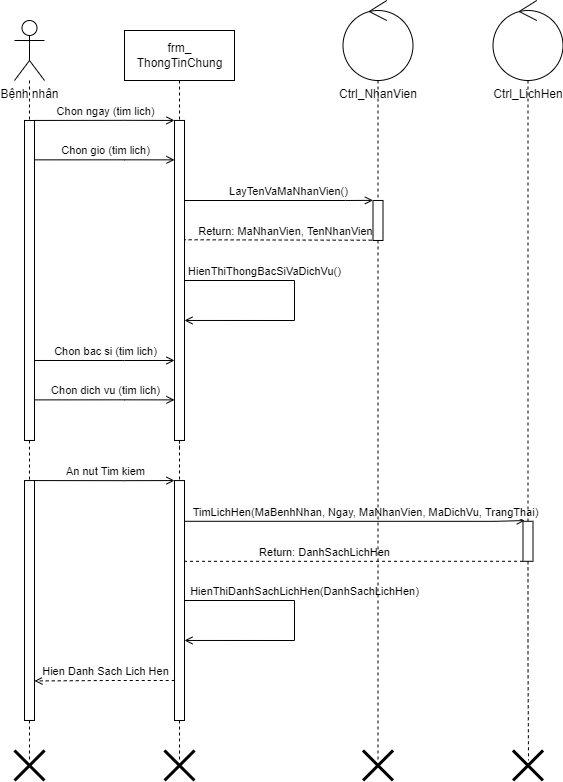 frm_
ThongTinChung
Bệnh nhân
Ctrl_NhanVien
Ctrl_LichHen
Chon ngay (tim lich)
Chon gio (tim lich)
LayTenVaMaNhanVien()
Return: MaNhanVien, TenNhanVien
HienThiThongBacSiVaDichVu()
Chon bac si (tim lich)
Chon dich vu (tim lich)
An nut Tim kiem
TimLichHen(MaBenhNhan, Ngay, MaNhanVien, MaDichVu, TrangThai)
Return: DanhSachLichHen
HienThiDanhSachLichHen(DanhSachLichHen)
Hien Danh Sach Lich Hen